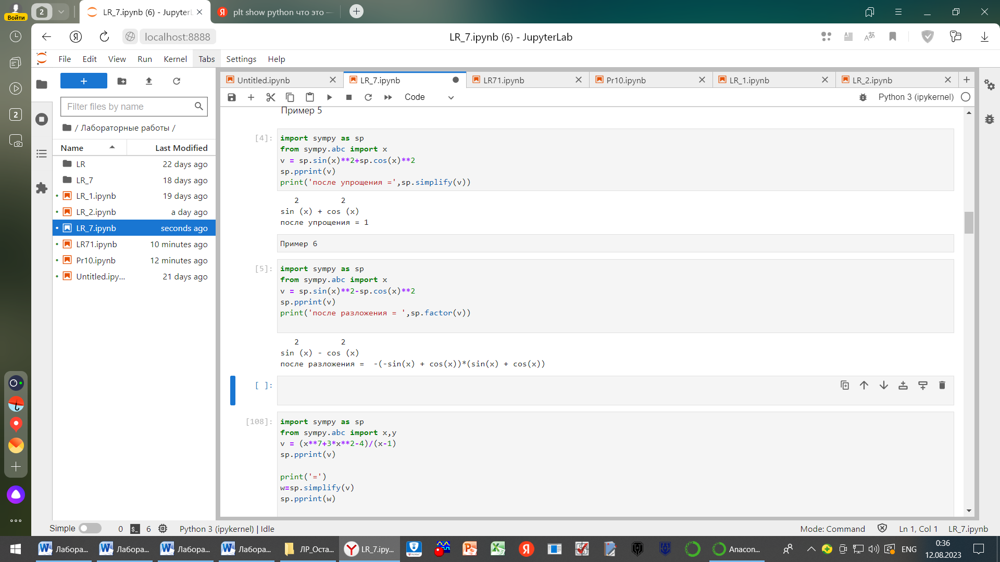 Войти
2
LR_7.ipynb (6) - JupyterL
plt show python что это —
localhost:8888
LR_7.ipynb (6) - JupyterLab
File Edit View Run Kernel Tabs Settings Help
Untitled.ipynb
LR_7.ipynb
LR71.ipynb
Pr10.ipynb
LR_1.ipynb
LR_2.ipynb
Code
Python 3 (ipykernel)
Filter files by name
/ Лабораторные работы /
Name Last Modified
LR 22 days ago
LR_7 18 days ago
LR_1.ipynb 19 days ago
LR_2.ipynb a day ago
LR_7.ipynb seconds ago
LR71.ipynb 10 minutes ago
Pr10.ipynb 12 minutes ago
Untitled.ipy... 21 days ago
2
Пример 5
[4]:
import sympy as sp
from sympy.abc import x
v = sp.sin(x)**2+sp.cos(x)**2
sp.pprint(v)
print('после упрощения =',sp.simplify(v))
2 2
sin (x) + cos (x)
после упрощения = 1
Пример 6
[5]:
import sympy as sp
from sympy.abc import x
v = sp.sin(x)**2-sp.cos(x)**2
sp.pprint(v)
print('после разложения = ',sp.factor(v))
2 2
sin (x) - cos (x)
после разложения =  -(-sin(x) + cos(x))*(sin(x) + cos(x))
[ ]:
[108]:
import sympy as sp
from sympy.abc import x,y
v = (x**7+3*x**2-4)/(x-1)
sp.pprint(v)
print('=')
w=sp.simplify(v)
sp.pprint(w)
Simple 0 $_ 6 Python 3 (ipykernel) | Idle
Mode: Command Ln 1, Col 1 LR_7.ipynb
Лабора...
Лабора...
Лабора...
Лабора...
ЛР_Оста...
LR_7.ipy...
Anacon...
ENG
0:36
12.08.2023